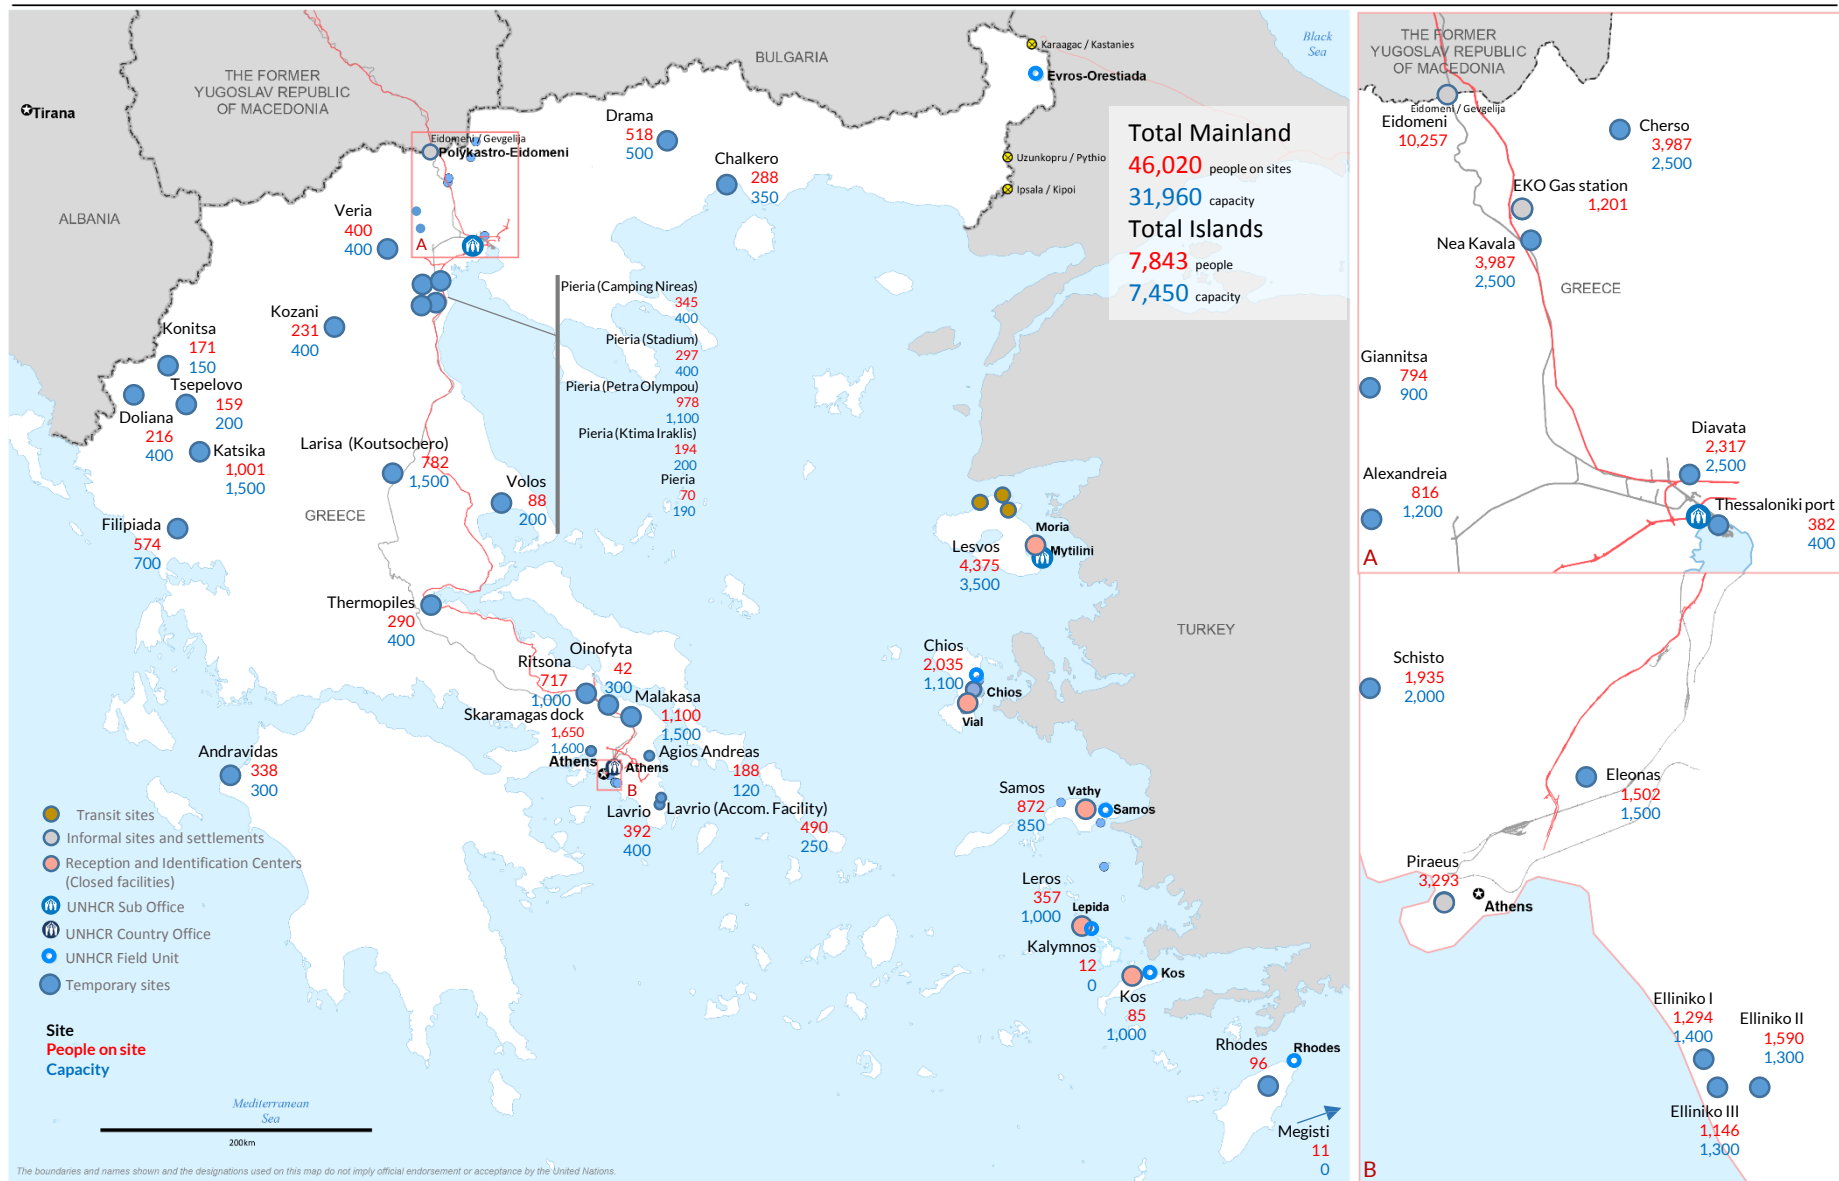 THE FORMER
YUGOSLAV REPUBLIC
OF MACEDONIA
BULGARIA
Black
Sea
Karaagac / Kastanies
Evros-Orestiada
Tirana
Eidomeni / Gevgelija
Polykastro-Eidomeni
Drama
518
500
Chalkero
288
350
Uzunkopru / Pythio
Ipsala / Kipoi
Total Mainland
46,020 people on sites
31,960 capacity
Total Islands
7,843 people
7,450 capacity
ALBANIA
Veria
400
400
A
Pieria (Camping Nireas)
345
400
Pieria (Stadium)
297
400
Pieria (Petra Olympou)
978
1,100
Pieria (Ktima Iraklis)
194
200
Pieria
70
190
Kozani
231
400
Konitsa
171
150
Tsepelovo
159
200
Doliana
216
400
Katsika
1,001
1,500
Larisa (Koutsochero)
782
1,500
Volos
88
200
GREECE
Filipiada
574
700
Thermopiles
290
400
Moria
Mytilini
Lesvos
4,375
3,500
TURKEY
Chios
2,035
1,100
Chios
Vial
Oinofyta
42
300
Ritsona
717
1,000
Malakasa
1,100
1,500
Skaramagas dock
1,650
1,600
Athens
Athens
B
Agios Andreas
188
120
Lavrio
392
400
Lavrio (Accom. Facility)
490
250
Andravidas
338
300
Samos
872
850
Vathy
Samos
Leros
357
1,000
Lepida
Kalymnos
12
0
Kos
Kos
85
1,000
Rhodes
96
Rhodes
Megisti
11
0
Transit sites
Informal sites and settlements
Reception and Identification Centers
(Closed facilities)
UNHCR Sub Office
UNHCR Country Office
UNHCR Field Unit
Temporary sites
Site
People on site
Capacity
Mediterranean
Sea
200km
The boundaries and names shown and the designations used on this map do not imply official endorsement or acceptance by the United Nations.
THE FORMER
YUGOSLAV REPUBLIC
OF MACEDONIA
Eidomeni / Gevgelija
Eidomeni
10,257
Cherso
3,987
2,500
EKO Gas station
1,201
Nea Kavala
3,987
2,500
GREECE
Giannitsa
794
900
Diavata
2,317
2,500
Alexandreia
816
1,200
Thessaloniki port
382
400
A
Schisto
1,935
2,000
Eleonas
1,502
1,500
Piraeus
3,293
Athens
Elliniko I
1,294
1,400
Elliniko II
1,590
1,300
Elliniko III
1,146
1,300
B